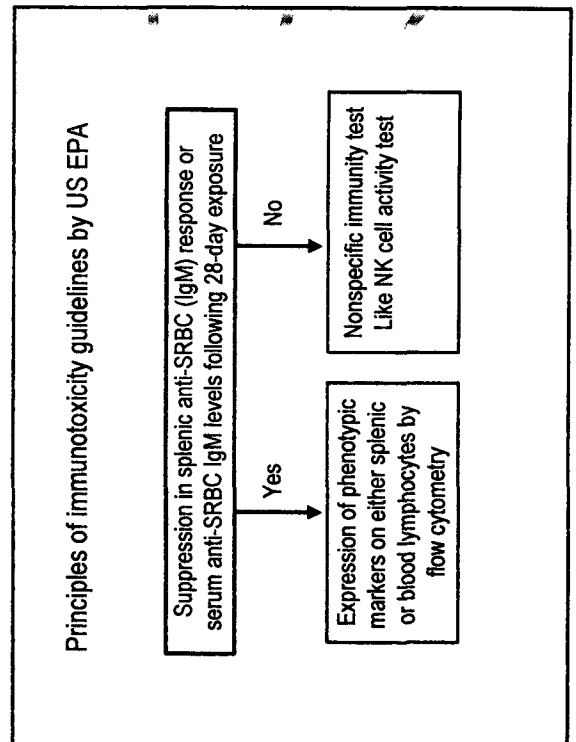 Principles of immunotoxicity guidelines by US EPA
Suppression in splenic anti-SRBC (IgM) response or
serum anti-SRBC IgM levels following 28-day exposure
Yes
No
Expression of phenotypic
markers on either splenic
or blood lymphocytes by
flow cytometry
Nonspecific immunity test
Like NK cell activity test